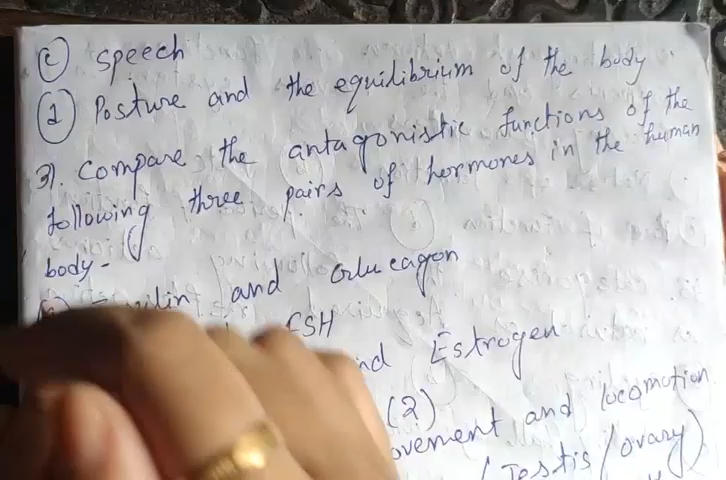 (c) speech
(d) Posture and the equilibrium of the body.
3). Compare the antagonistic functions of the
following three pairs of hormones in the human
body-
and Glucagon
FSH
and Estrogen
(2)
ovement and locomotion
(Testis/ovary)